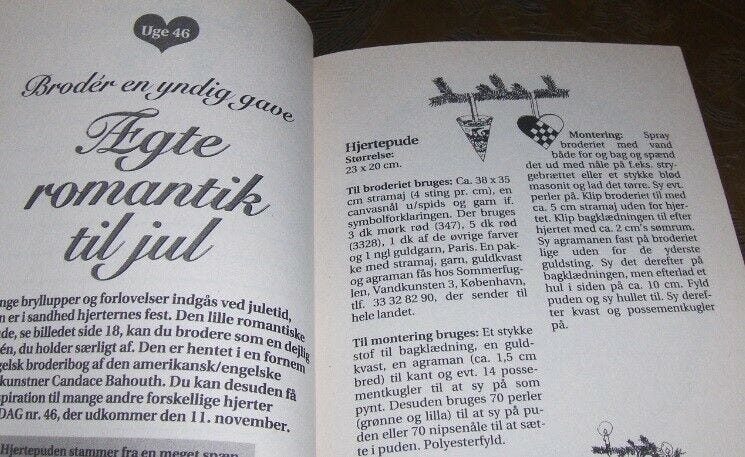 Uge 46
Brodér en yndig gave
Ægte
romantik
til jul
nge bryllupper og forlovelser indgås ved juletid,
n er i sandhed hjerternes fest. Den lille romantiske
de, se billedet side 18, kan du brodere som en dejlig
én, du holder særligt af. Den er hentet i en fornem
gelsk broderibog af den amerikansk/engelske
kunstner Candace Bahouth. Du kan desuden få
spiration til mange andre forskellige hjerter
DAG nr. 46, der udkommer den 11. november.
Hjertepuden stammer fra en meget spæn
Hjertepude
Størrelse:
23 x 20 cm.
Til broderiet bruges: Ca. 38 x 35
cm stramaj (4 sting pr. cm), en
canvasnål u/spids og garn if.
symbolforklaringen. Der bruges
3 dk mørk rød (347), 5 dk rød
(3328), 1 dk af de øvrige farver
og 1 ngl guldgarn, Paris. En pak-
ke med stramaj, garn, guldkvast
og agraman fås hos Sommerfug-
len, Vandkunsten 3, København,
tlf. 33 32 82 90, der sender til
hele landet.
Til montering bruges: Et stykke
stof til bagklædning, en guld-
kvast, en agraman (ca. 1,5 cm
bred) til kant og evt. 14 posse-
mentkugler til at sy på som
pynt. Desuden bruges 70 perler
(grønne og lilla) til at sy på pu-
den eller 70 nipsenåle til at sæt-
te i puden. Polyesterfyld.
Montering: Spray
broderiet med vand
både for og bag og spænd
det ud med nåle på f.eks. stry-
gebrættet eller et stykke blød
masonit og lad det tørre. Sy evt.
perler på. Klip broderiet til med
ca. 5 cm stramaj uden for hjer-
tet. Klip bagklædningen til efter
hjertet med ca. 2 cm's sømrum.
Sy agramanen fast på broderiet
lige uden for de yderste
guldsting. Sy det derefter på
bagklædningen, men efterlad et
hul i siden på ca. 10 cm. Fyld
puden og sy hullet til. Sy deref-
ter kvast og possementkugler
på.